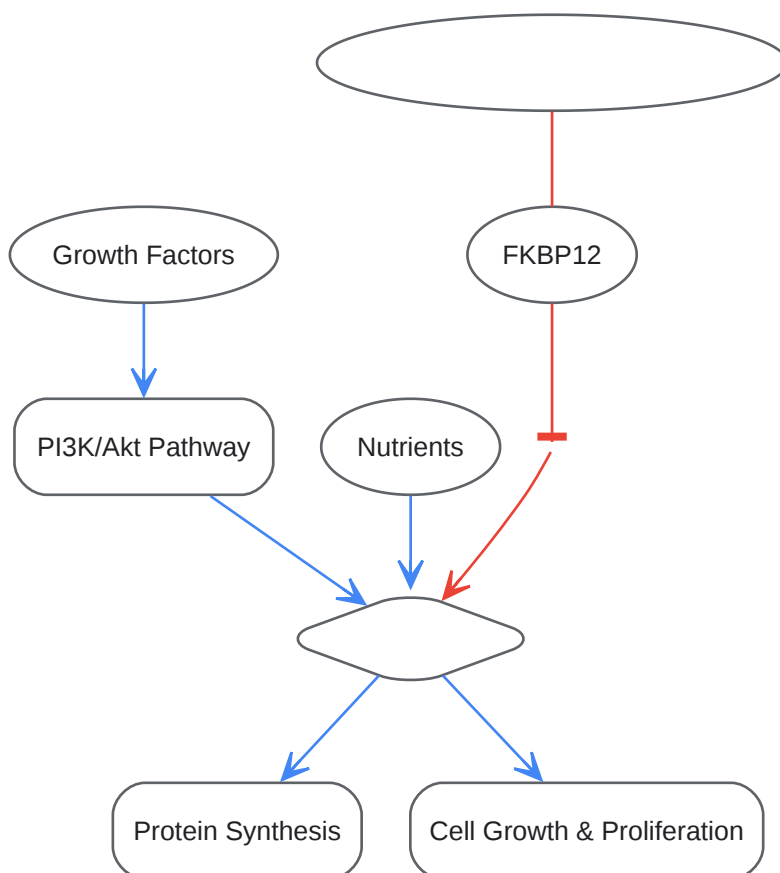 Growth Factors
FKBP12
PI3K/Akt Pathway
Nutrients
Protein Synthesis
Cell Growth & Proliferation